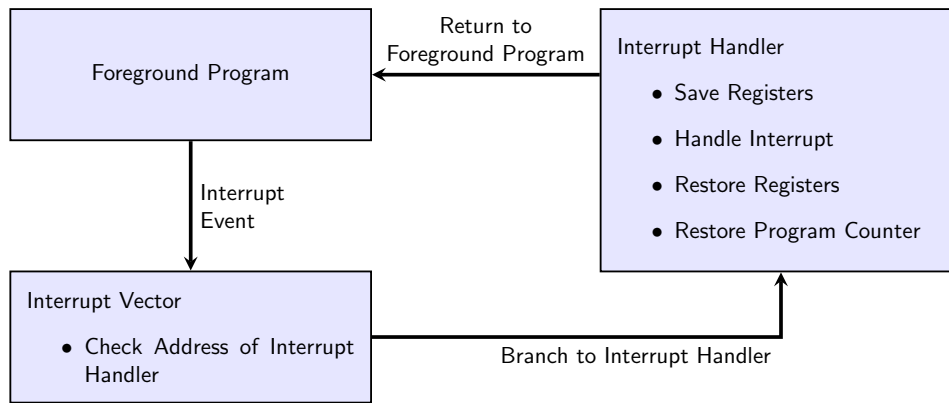 Foreground Program
Return to
Foreground Program
Interrupt Handler
• Save Registers
• Handle Interrupt
• Restore Registers
• Restore Program Counter
Interrupt
Event
Interrupt Vector
• Check Address of Interrupt
Handler
Branch to Interrupt Handler